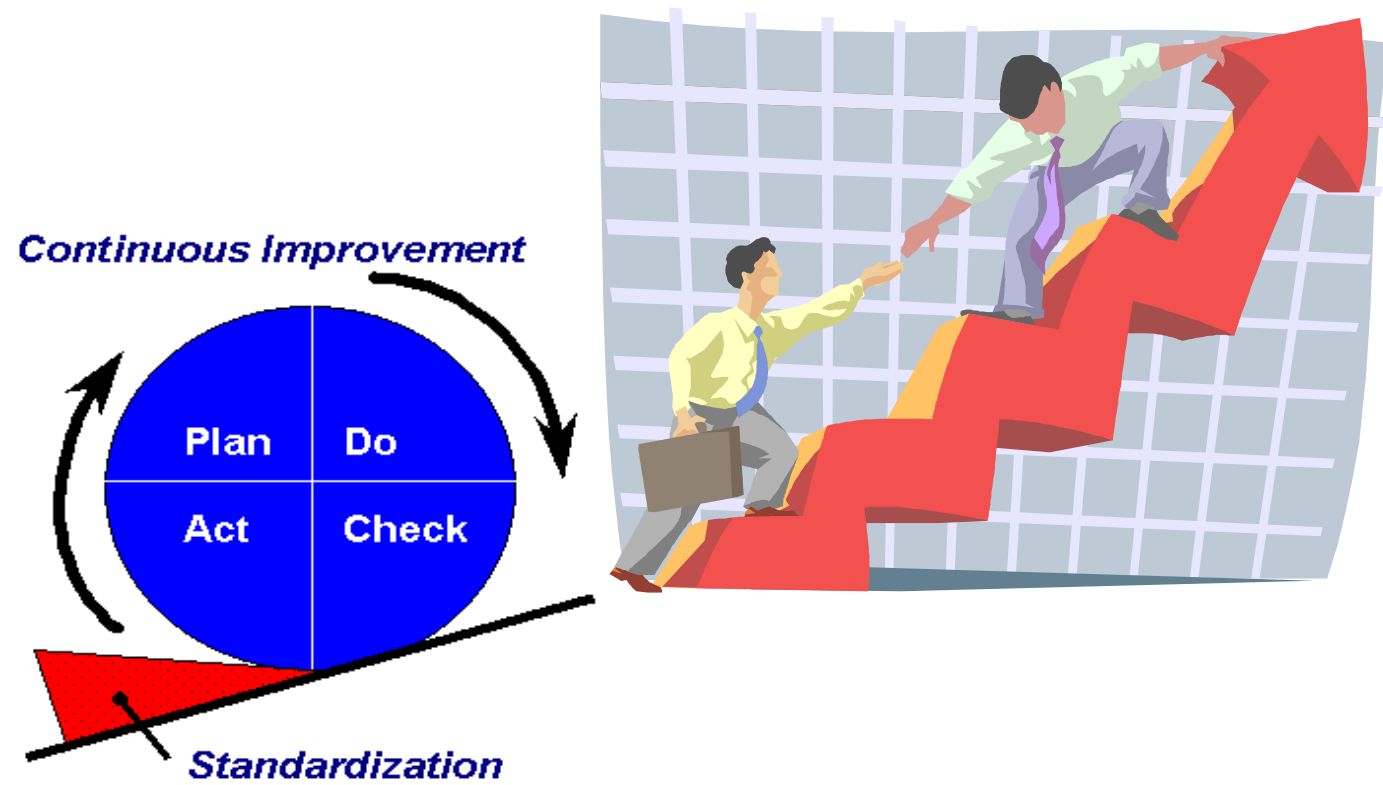 Continuous Improvement
Plan
Do
Act
Check
Standardization